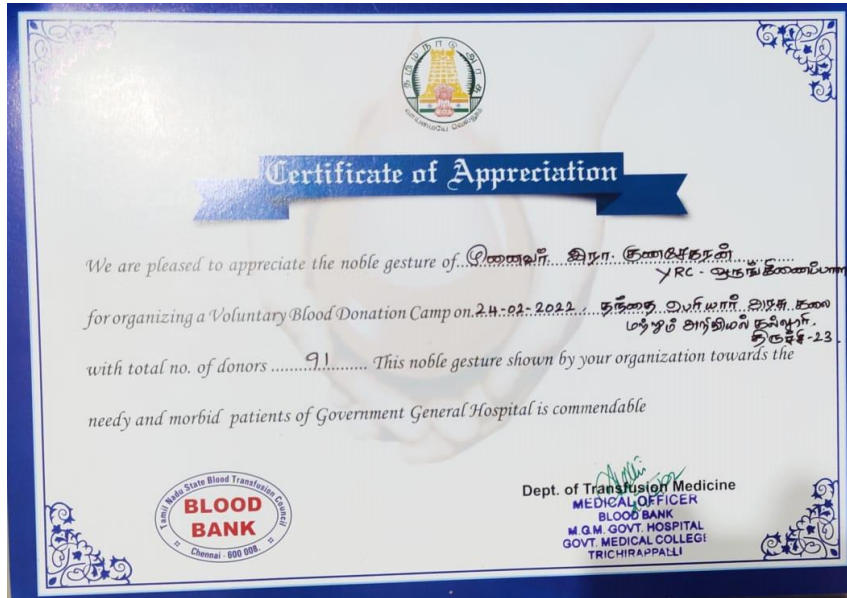 தமிழ்நாடு அரசு
வாய்மையே வெல்லும்
Certificate of Appreciation
We are pleased to appreciate the noble gesture of முனைவர் இரா. குணசேகரன்
YRC - ஒருங்கிணைப்பாளர்
for organizing a Voluntary Blood Donation Camp on 24-02-2022, தந்தை பெரியார் அரசு கலை
மற்றும் அறிவியல் கல்லூரி.
திருச்சி-23.
with total no. of donors ..........91.......... This noble gesture shown by your organization towards the
needy and morbid patients of Government General Hospital is commendable
Tamil Nadu State Blood Transfusion Council
BLOOD
BANK
Chennai - 600 008.
Dept. of Transfusion Medicine
MEDICAL OFFICER
BLOOD BANK
M.G.M. GOVT. HOSPITAL
GOVT. MEDICAL COLLEGE
TRICHIRAPPALLI